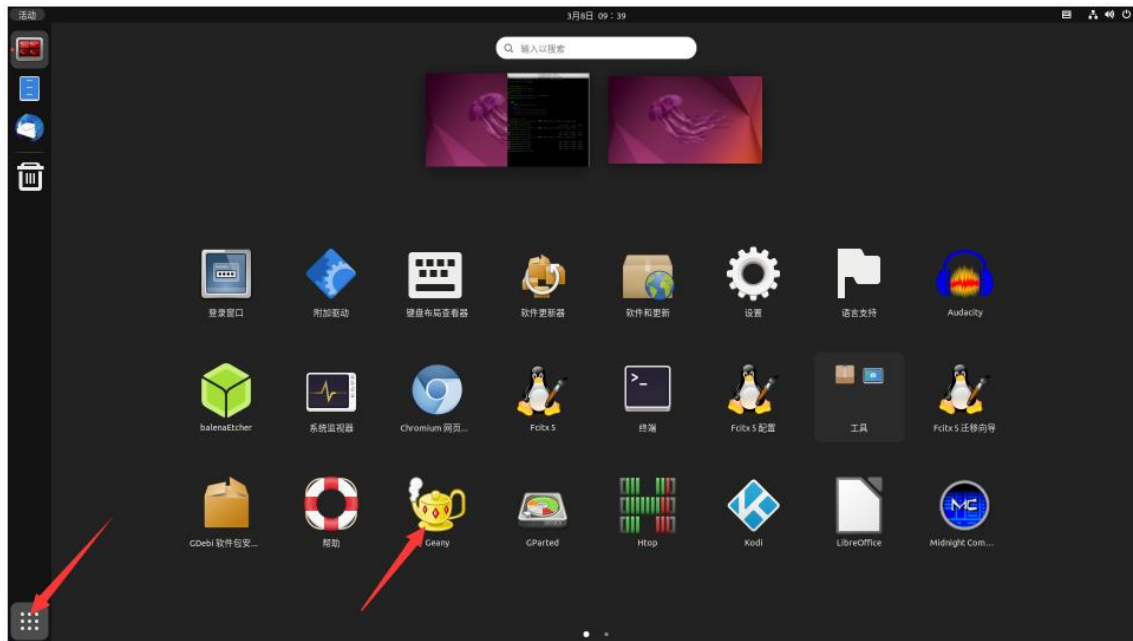 活动
3月8日 09：39
输入以搜索
登录窗口
附加驱动
键盘布局查看器
软件更新器
软件和更新
设置
语言支持
Audacity
balenaEtcher
系统监视器
Chromium 网页...
Fcitx 5
终端
Fcitx 5 配置
工具
Fcitx 5 迁移向导
GDebi 软件包安...
帮助
Geany
GParted
Htop
Kodi
LibreOffice
Midnight Com...